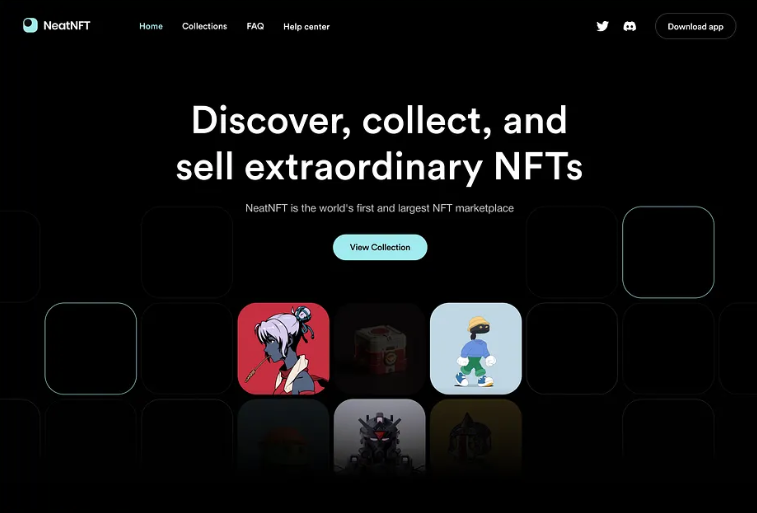 NeatNFT
Home
Collections
FAQ
Help center
Download app
Discover, collect, and
sell extraordinary NFTs
NeatNFT is the world's first and largest NFT marketplace
View Collection